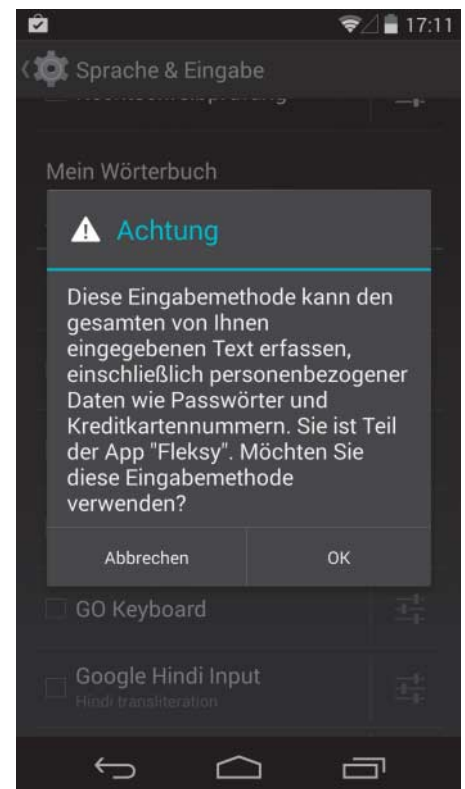 17:11
Sprache & Eingabe
Mein Wörterbuch
Achtung
Diese Eingabemethode kann den
gesamten von Ihnen
eingegebenen Text erfassen,
einschließlich personenbezogener
Daten wie Passwörter und
Kreditkartennummern. Sie ist Teil
der App "Fleksy". Möchten Sie
diese Eingabemethode
verwenden?
Abbrechen OK
GO Keyboard
Google Hindi Input
Hindi transliteration